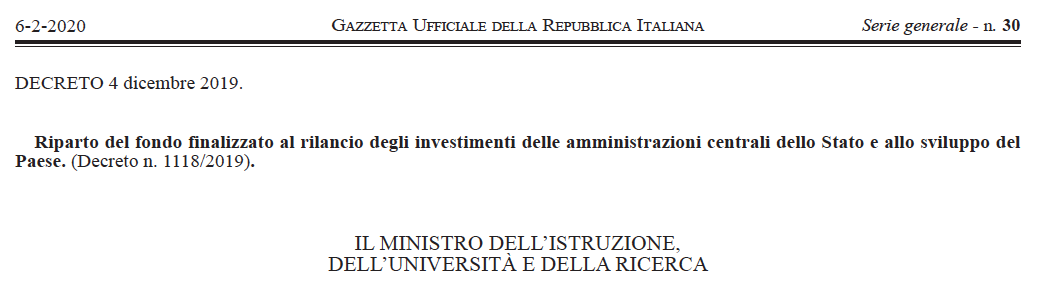 6-2-2020 GAZZETTA UFFICIALE DELLA REPUBBLICA ITALIANA Serie generale - n. 30
DECRETO 4 dicembre 2019.
Riparto del fondo finalizzato al rilancio degli investimenti delle amministrazioni centrali dello Stato e allo sviluppo del
Paese. (Decreto n. 1118/2019).
IL MINISTRO DELL’ISTRUZIONE,
DELL’UNIVERSITÀ E DELLA RICERCA